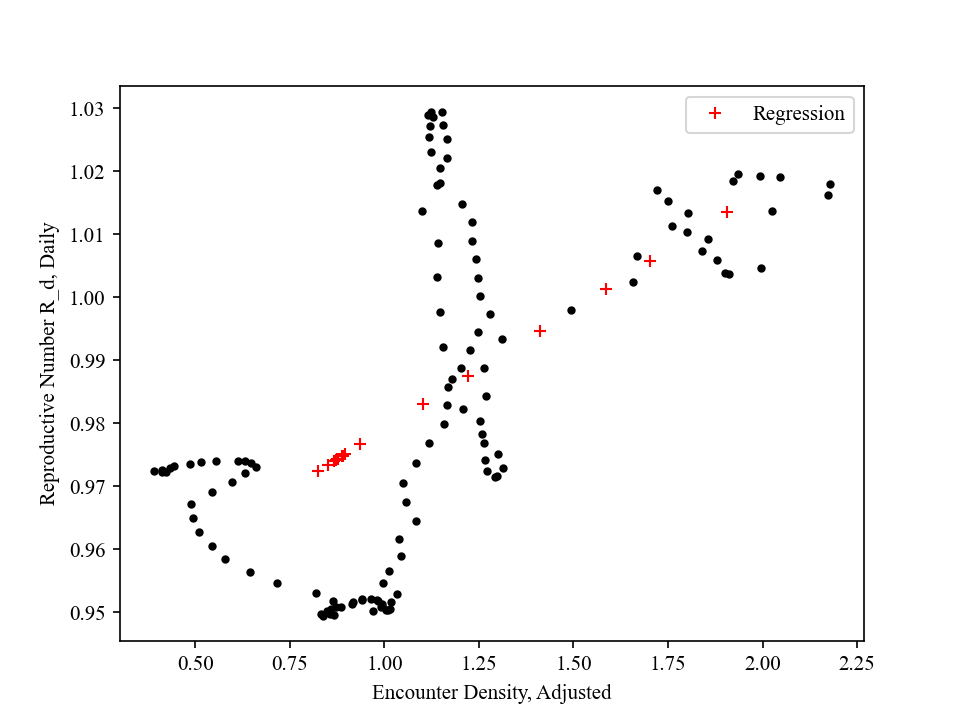 Regression
1.03
1.02
1.01
1.00
0.99
0.98
0.97
0.96
0.95
Reproductive Number R_d, Daily
0.50 0.75 1.00 1.25 1.50 1.75 2.00 2.25
Encounter Density, Adjusted